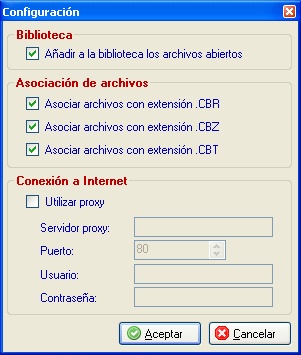 Configuración
Biblioteca
Añadir a la biblioteca los archivos abiertos
Asociación de archivos
Asociar archivos con extensión .CBR
Asociar archivos con extensión .CBZ
Asociar archivos con extensión .CBT
Conexión a Internet
Utilizar proxy
Servidor proxy:
Puerto: 80
Usuario:
Contraseña:
Aceptar Cancelar